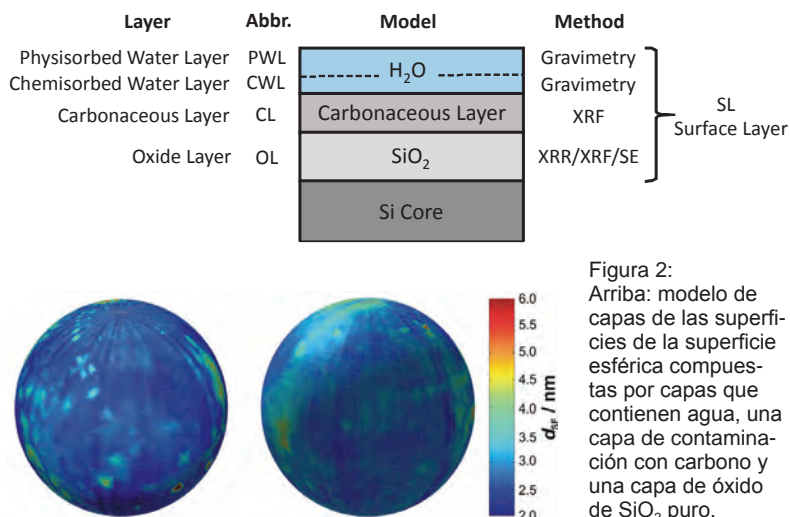 Layer Abbr. Model Method
Physisorbed Water Layer PWL Gravimetry
H₂O
Chemisorbed Water Layer CWL Gravimetry
Carbonaceous Layer CL Carbonaceous Layer XRF
Oxide Layer OL SiO₂ XRR/XRF/SE
Si Core
SL
Surface Layer
6.0
5.5
5.0
4.5
4.0
3.5
3.0
2.5
2.0
d_SE / nm
Figura 2:
Arriba: modelo de
capas de las superfi-
cies de la superficie
esférica compues-
tas por capas que
contienen agua, una
capa de contamina-
ción con carbono y
una capa de óxido
de SiO₂ puro.